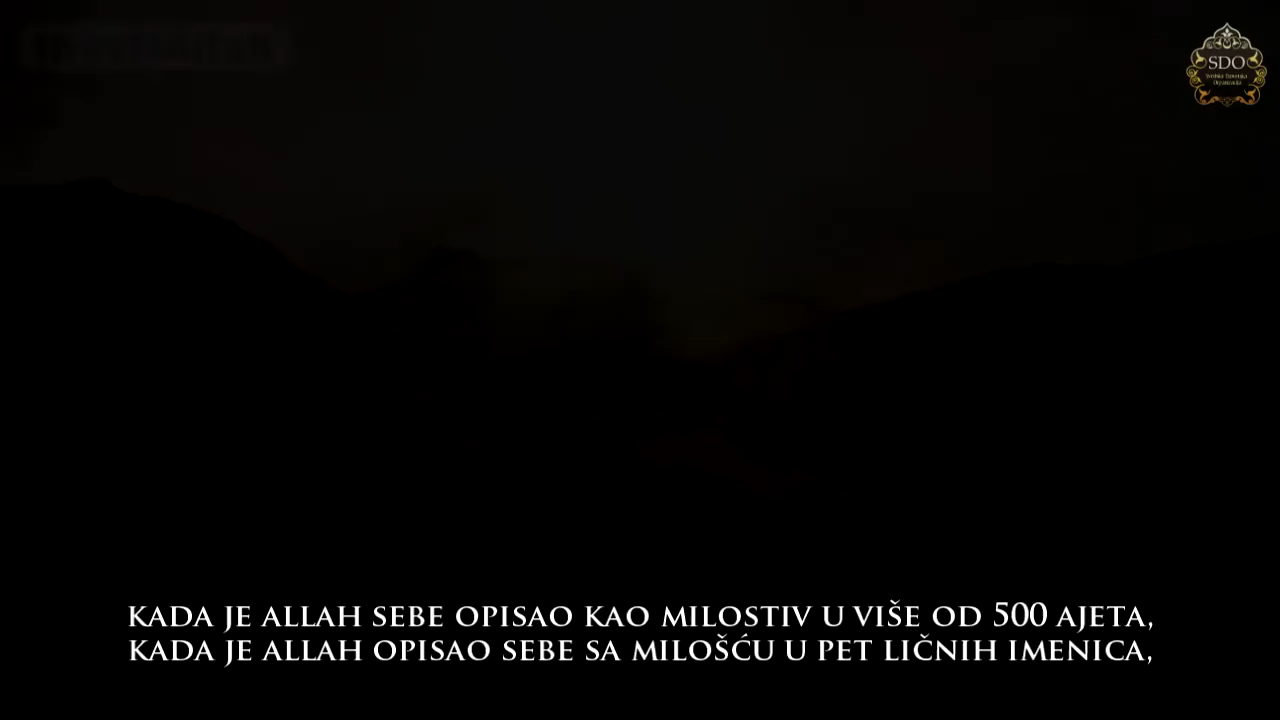 SDO
KADA JE ALLAH SEBE OPISAO KAO MILOSTIV U VIŠE OD 500 AJETA,
KADA JE ALLAH OPISAO SEBE SA MILOŠĆU U PET LIČNIH IMENICA,